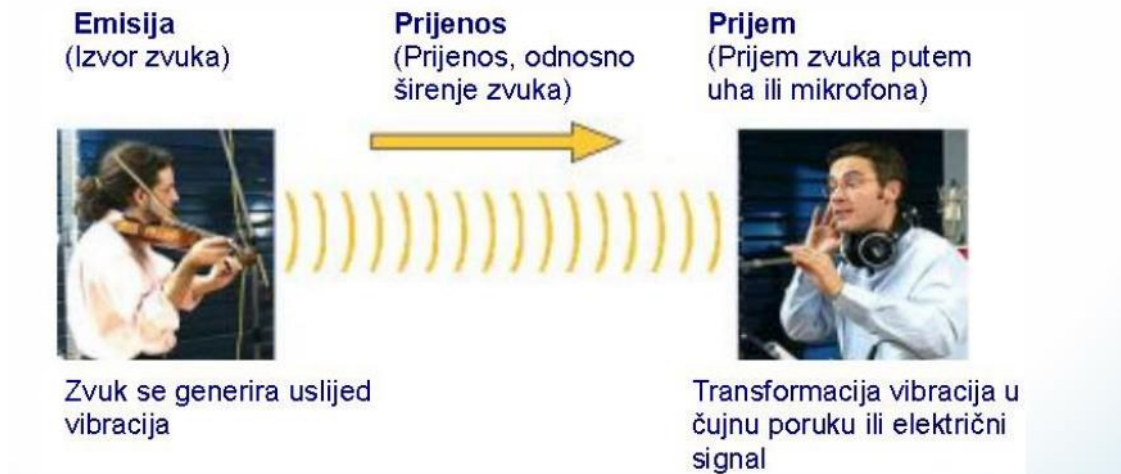 Emisija
(Izvor zvuka)
Prijenos
(Prijenos, odnosno
širenje zvuka)
Prijem
(Prijem zvuka putem
uha ili mikrofona)
Zvuk se generira uslijed
vibracija
Transformacija vibracija u
čujnu poruku ili električni
signal